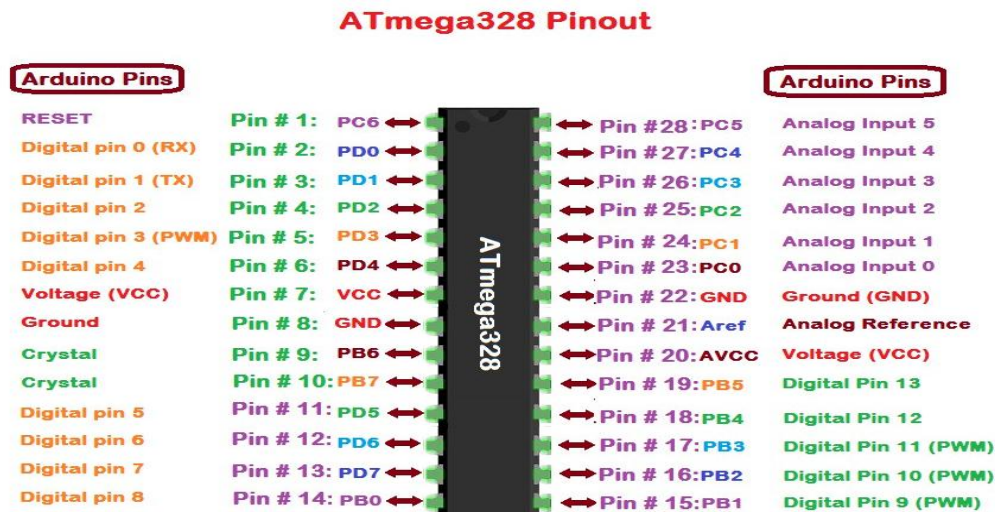 ATmega328 Pinout
Arduino Pins
Arduino Pins
RESET Pin # 1: PC6 Pin #28:PC5 Analog Input 5
Digital pin 0 (RX) Pin # 2: PD0 Pin #27:PC4 Analog Input 4
Digital pin 1 (TX) Pin # 3: PD1 Pin # 26:PC3 Analog Input 3
Digital pin 2 Pin # 4: PD2 Pin # 25:PC2 Analog Input 2
Digital pin 3 (PWM) Pin # 5: PD3 Pin # 24:PC1 Analog Input 1
Digital pin 4 Pin # 6: PD4 Pin # 23:PC0 Analog Input 0
Voltage (VCC) Pin # 7: VCC Pin # 22:GND Ground (GND)
Ground Pin # 8: GND Pin # 21:Aref Analog Reference
Crystal Pin # 9: PB6 Pin # 20:AVCC Voltage (VCC)
Crystal Pin # 10:PB7 Pin # 19:PB5 Digital Pin 13
Digital pin 5 Pin # 11: PD5 Pin # 18:PB4 Digital Pin 12
Digital pin 6 Pin # 12: PD6 Pin # 17:PB3 Digital Pin 11 (PWM)
Digital pin 7 Pin # 13: PD7 Pin # 16:PB2 Digital Pin 10 (PWM)
Digital pin 8 Pin # 14: PB0 Pin # 15:PB1 Digital Pin 9 (PWM)
ATmega328